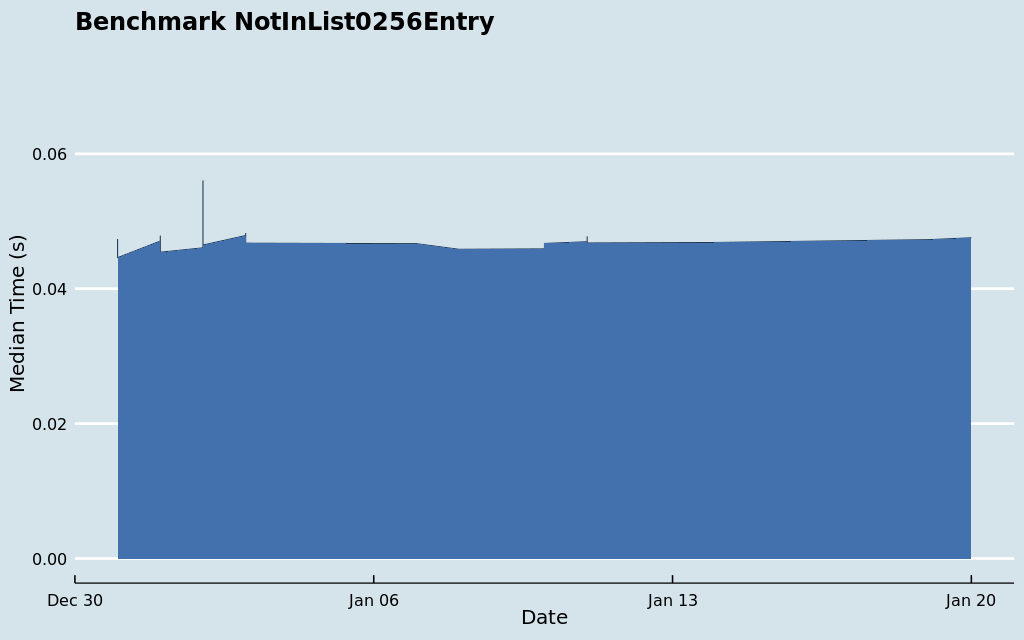 Benchmark NotInList0256Entry
0.06
0.04
0.02
0.00
Median Time (s)
Dec 30
Jan 06
Jan 13
Jan 20
Date